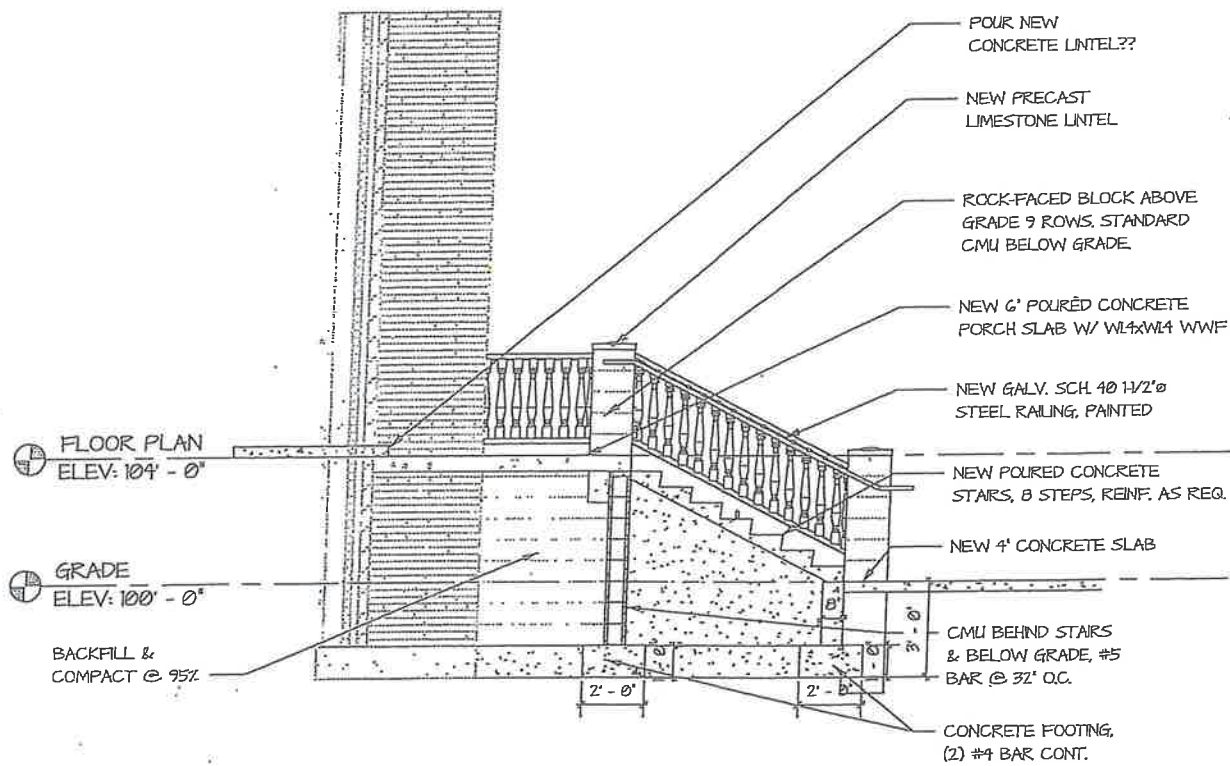 POUR NEW
CONCRETE LINTEL??
NEW PRECAST
LIMESTONE LINTEL
ROCK-FACED BLOCK ABOVE
GRADE 9 ROWS, STANDARD
CMU BELOW GRADE
NEW 6" POURED CONCRETE
PORCH SLAB W/ W1.4xW1.4 WWF
NEW GALV. SCH. 40 1-1/2"ø
STEEL RAILING, PAINTED
FLOOR PLAN
ELEV: 104' - 0"
NEW POURED CONCRETE
STAIRS, 8 STEPS, REINF. AS REQ.
NEW 4" CONCRETE SLAB
GRADE
ELEV: 100' - 0"
8"
3' - 0"
CMU BEHIND STAIRS
& BELOW GRADE, #5
BAR @ 32" O.C.
BACKFILL &
COMPACT @ 95%
2' - 0"
2' - 0"
CONCRETE FOOTING,
(2) #4 BAR CONT.